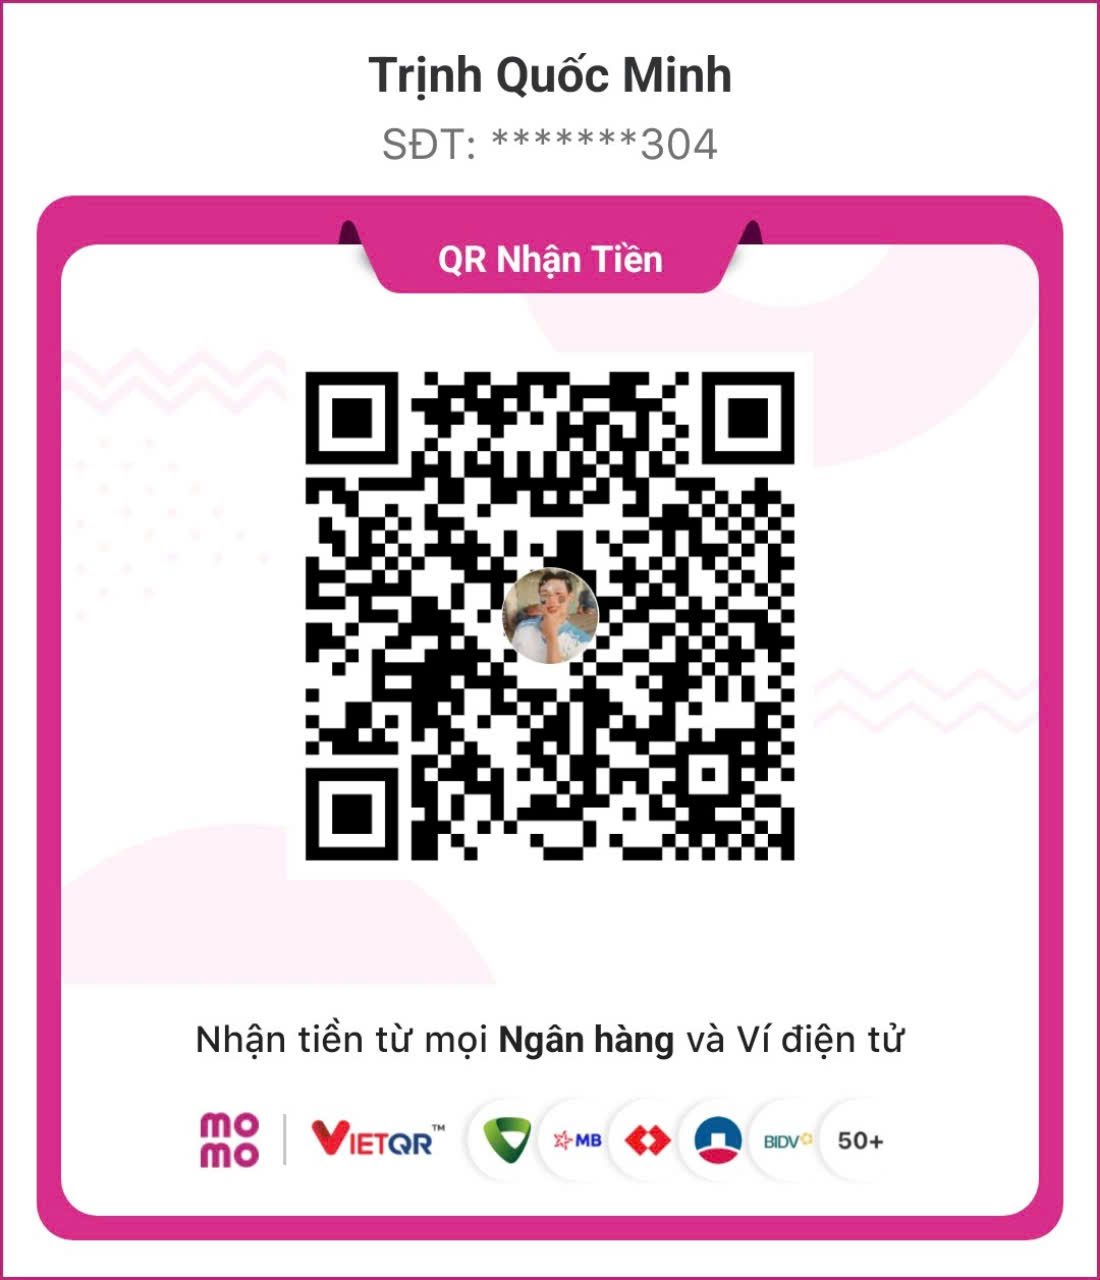 Trịnh Quốc Minh
SĐT: *******304
QR Nhận Tiền
Nhận tiền từ mọi Ngân hàng và Ví điện tử
mo
mo
VIETQR™
MB
BIDV
50+